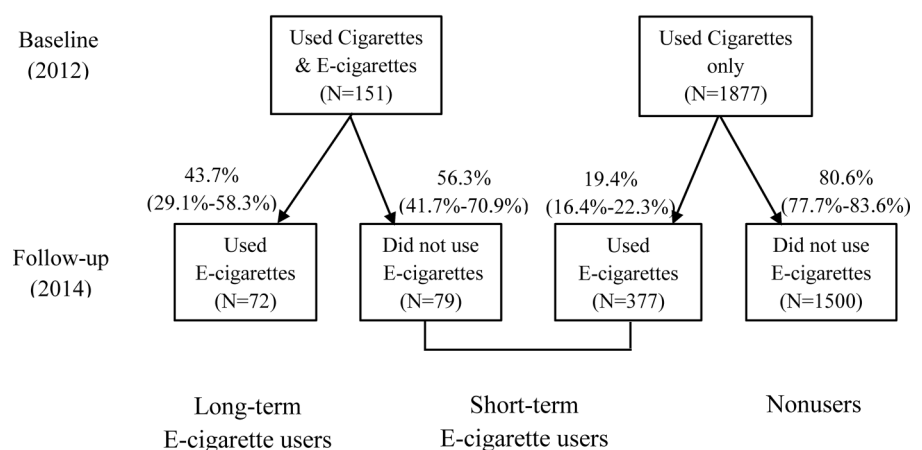 Baseline
(2012)
Used Cigarettes
& E-cigarettes
(N=151)
Used Cigarettes
only
(N=1877)
43.7%
(29.1%-58.3%)
56.3%
(41.7%-70.9%)
19.4%
(16.4%-22.3%)
80.6%
(77.7%-83.6%)
Follow-up
(2014)
Used
E-cigarettes
(N=72)
Did not use
E-cigarettes
(N=79)
Used
E-cigarettes
(N=377)
Did not use
E-cigarettes
(N=1500)
Long-term
E-cigarette users
Short-term
E-cigarette users
Nonusers